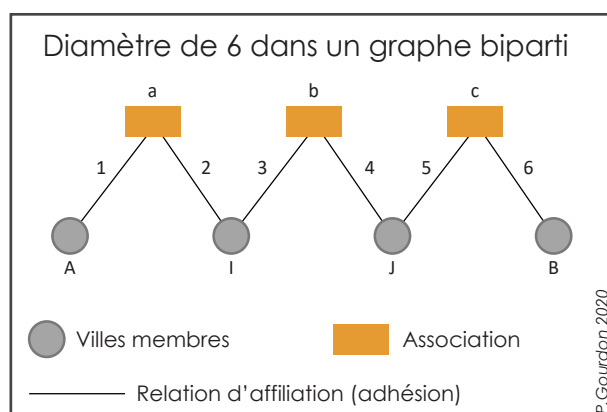 Diamètre de 6 dans un graphe biparti
a b c
1 2 3 4 5 6
A I J B
Villes membres Association
Relation d'affiliation (adhésion)
P.Gourdon 2020